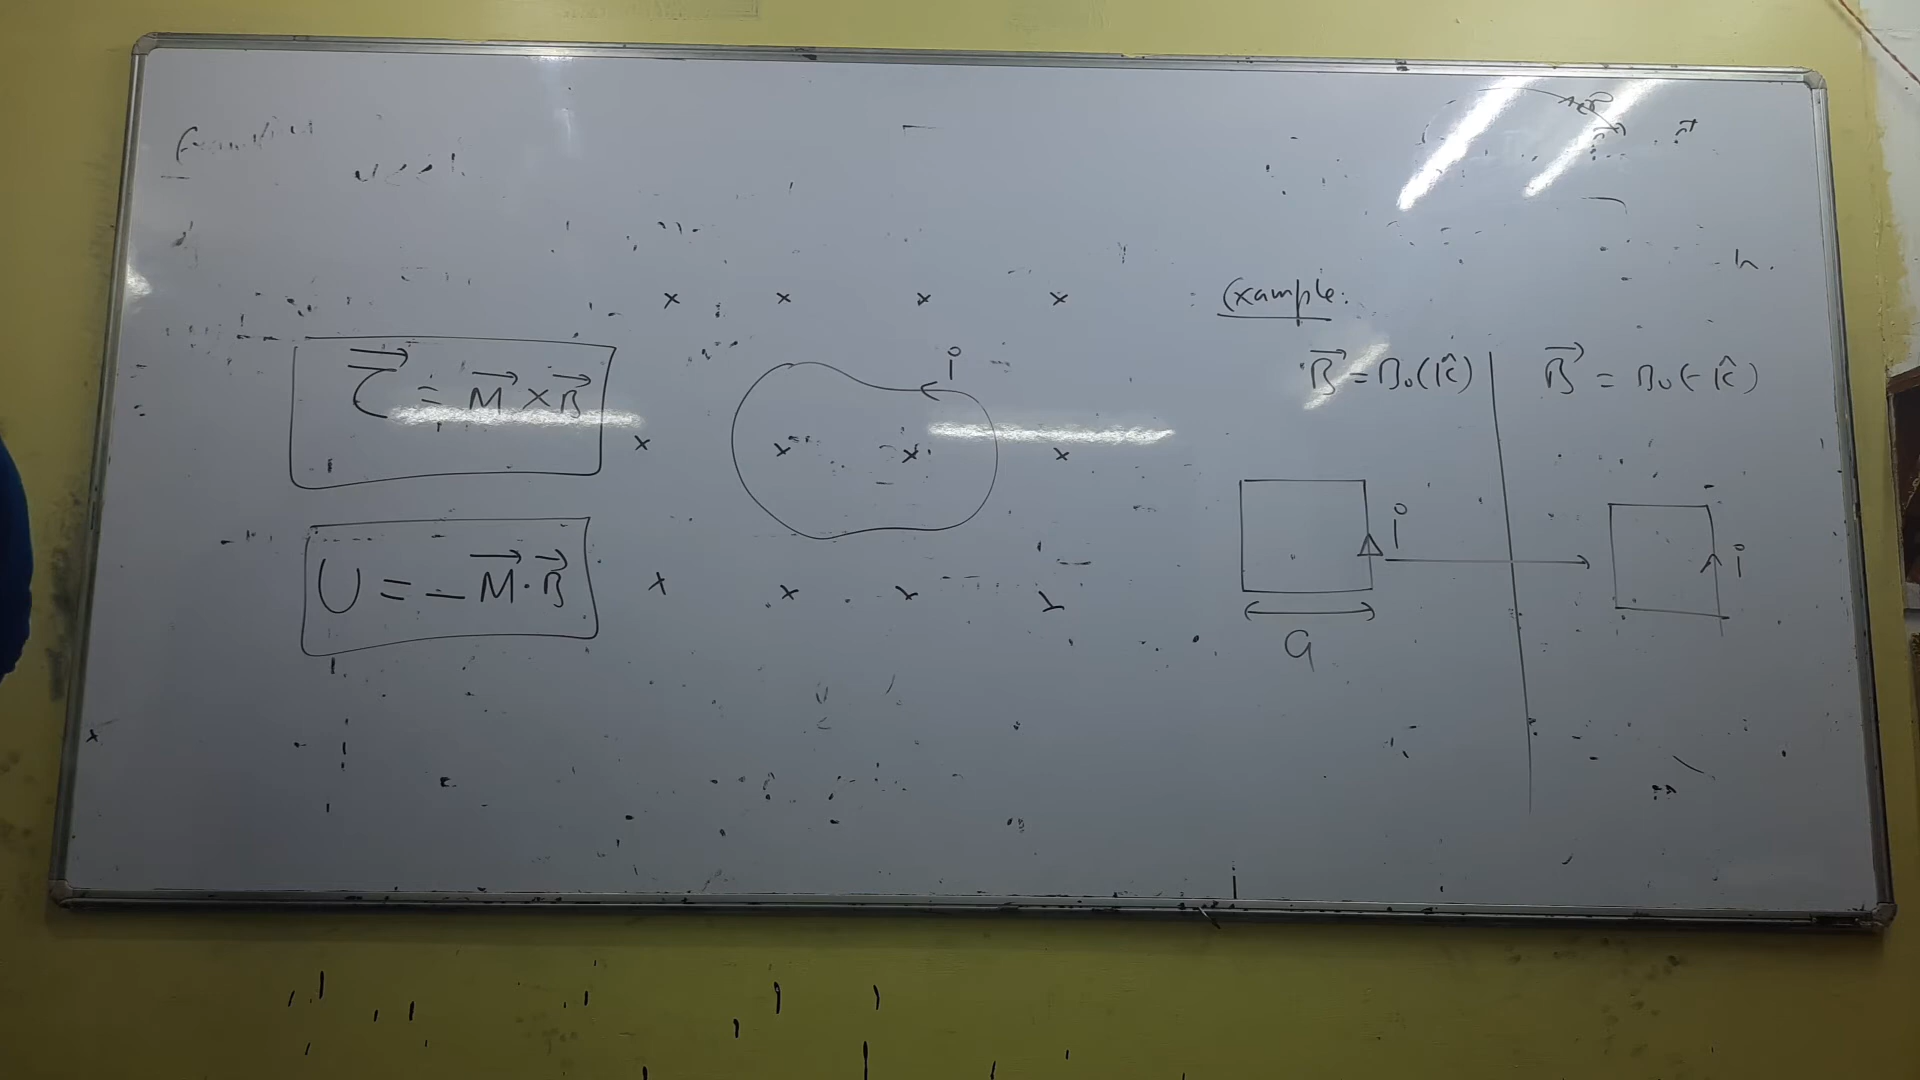 τ⃗ = M⃗ × B⃗
U = − M⃗ · B⃗
i
Example:
B⃗ = B₀(k̂)
B⃗ = B₀(-k̂)
i
i
a